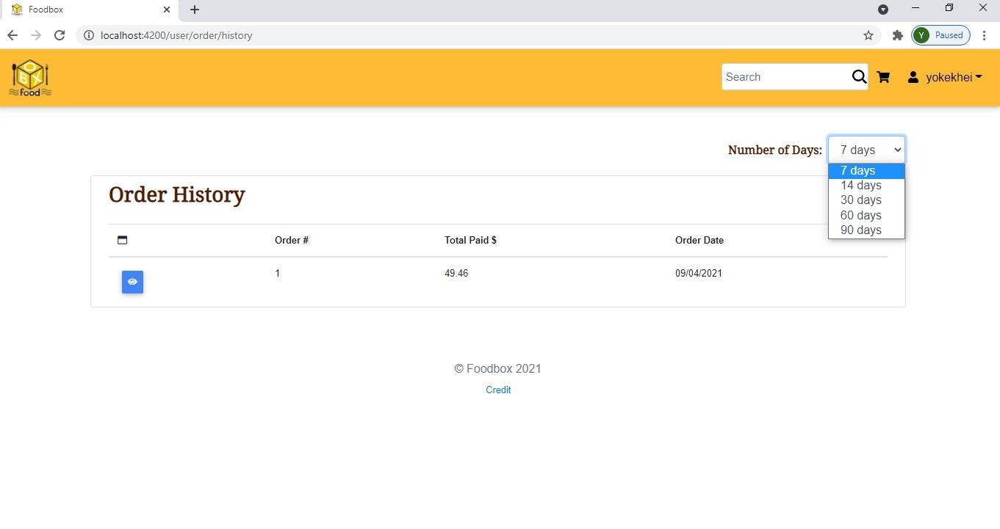 Foodbox
localhost:4200/user/order/history
Y Paused
OBX
food
Search
yokekhei
Number of Days: 7 days
7 days
14 days
30 days
60 days
90 days
Order History
Order # Total Paid $ Order Date
1 49.46 09/04/2021
© Foodbox 2021
Credit